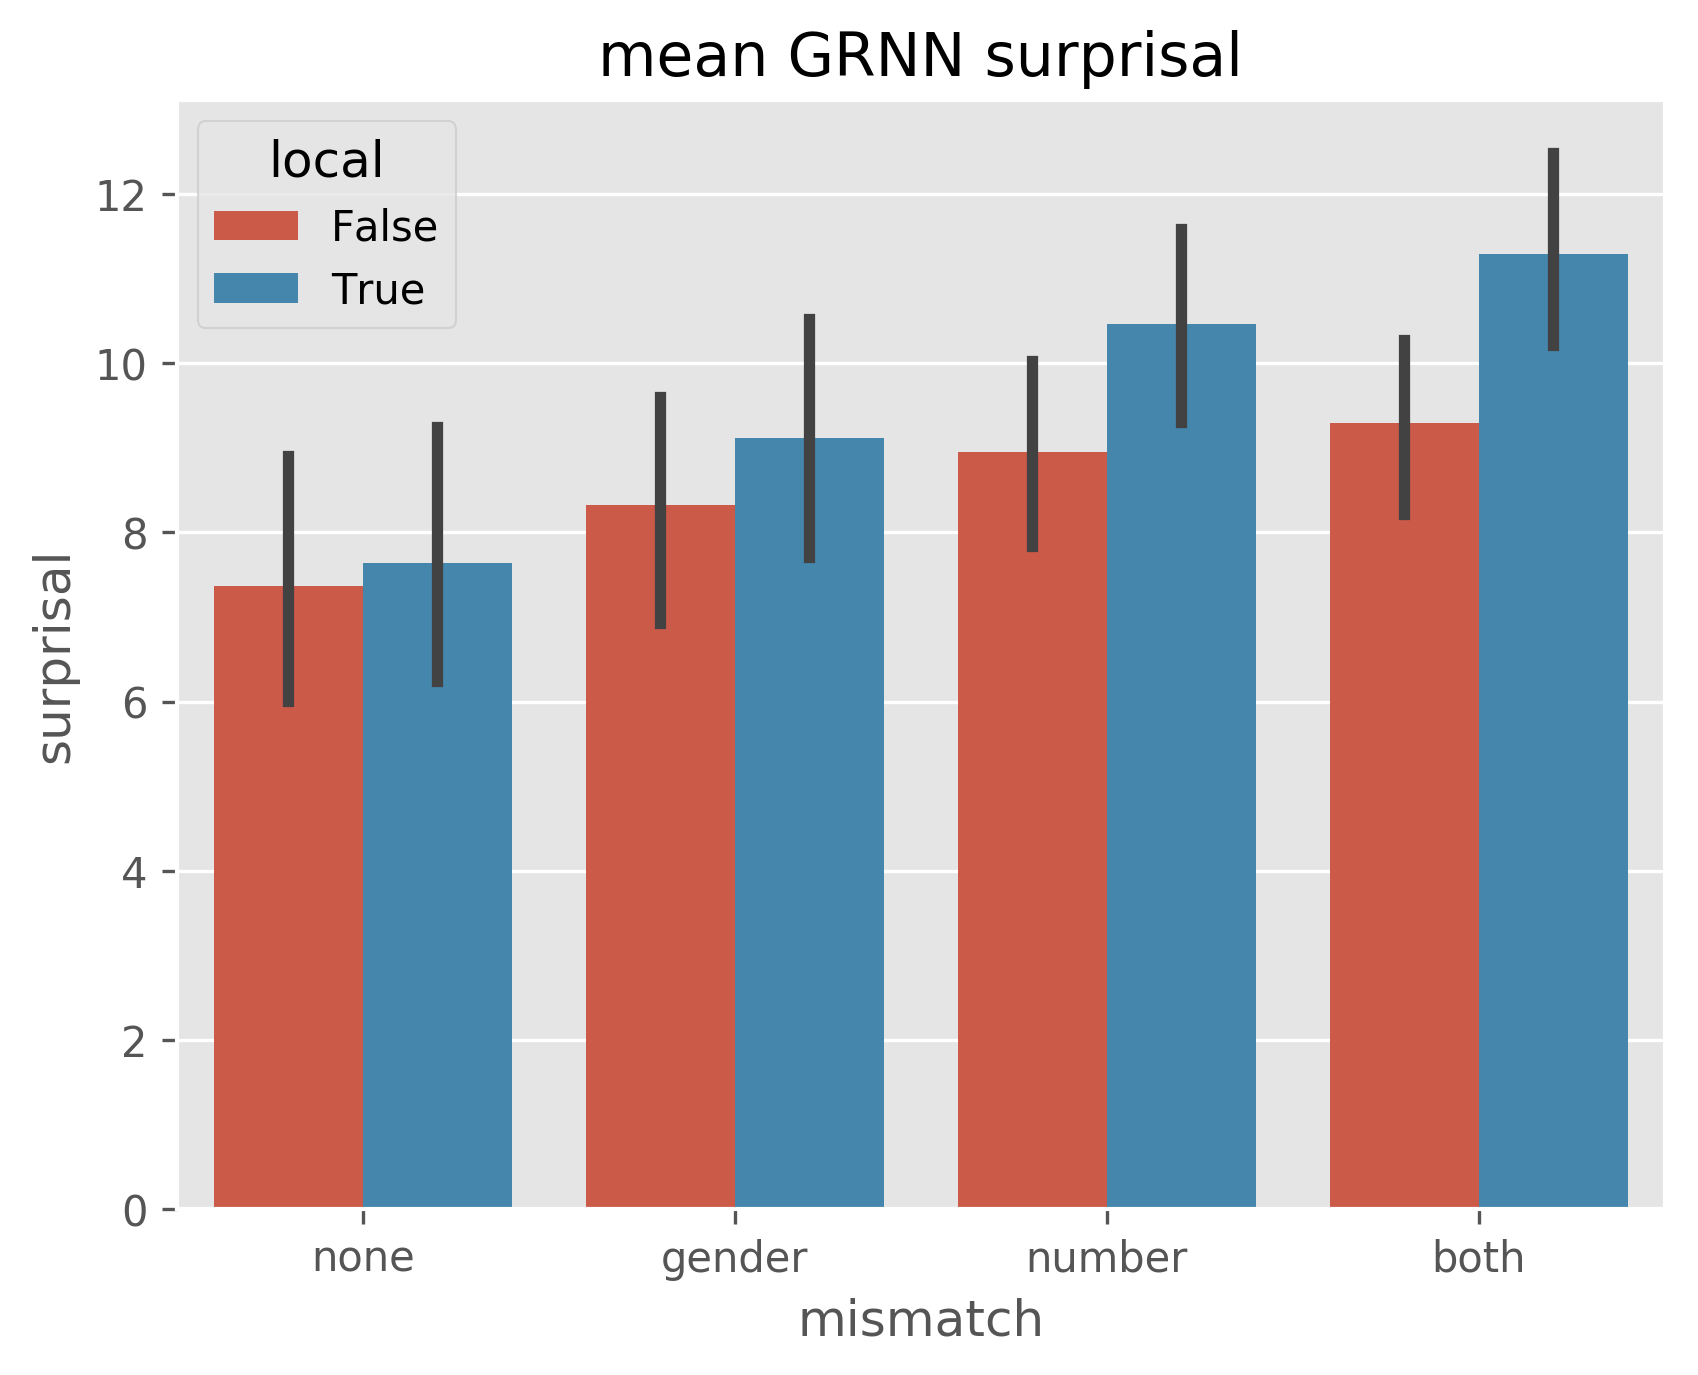 mean GRNN surprisal
local
False
True
12
10
8
6
4
2
0
surprisal
none gender number both
mismatch